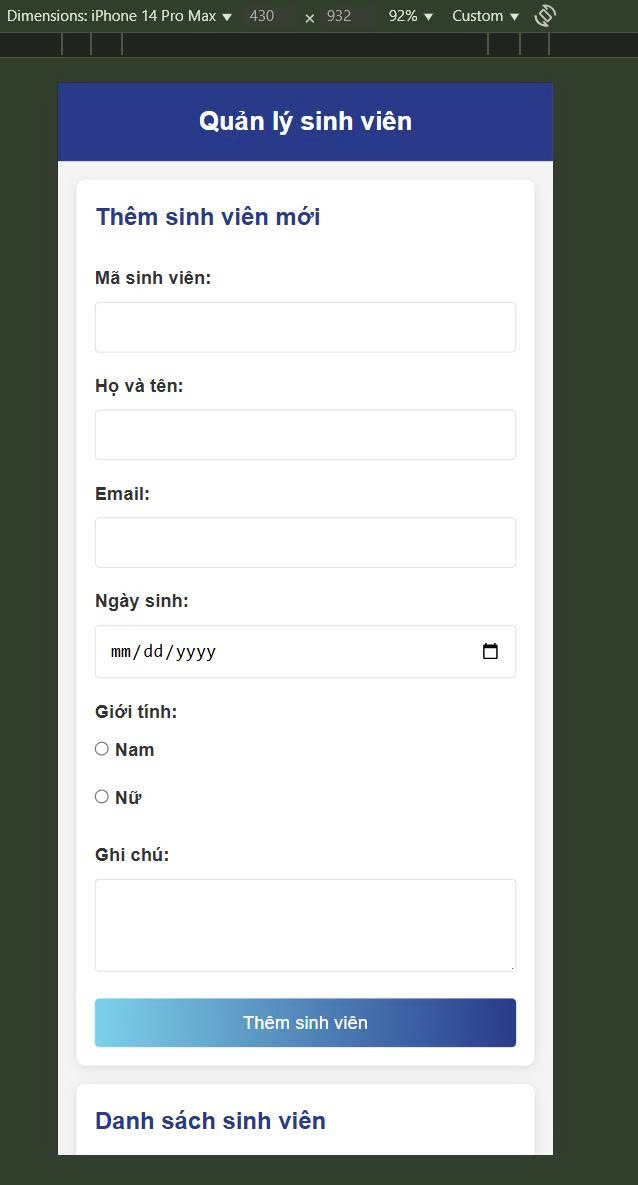 Dimensions: iPhone 14 Pro Max ▼ 430 × 932 92% ▼ Custom ▼
Quản lý sinh viên
Thêm sinh viên mới
Mã sinh viên:
Họ và tên:
Email:
Ngày sinh:
mm/dd/yyyy
Giới tính:
Nam
Nữ
Ghi chú:
Thêm sinh viên
Danh sách sinh viên